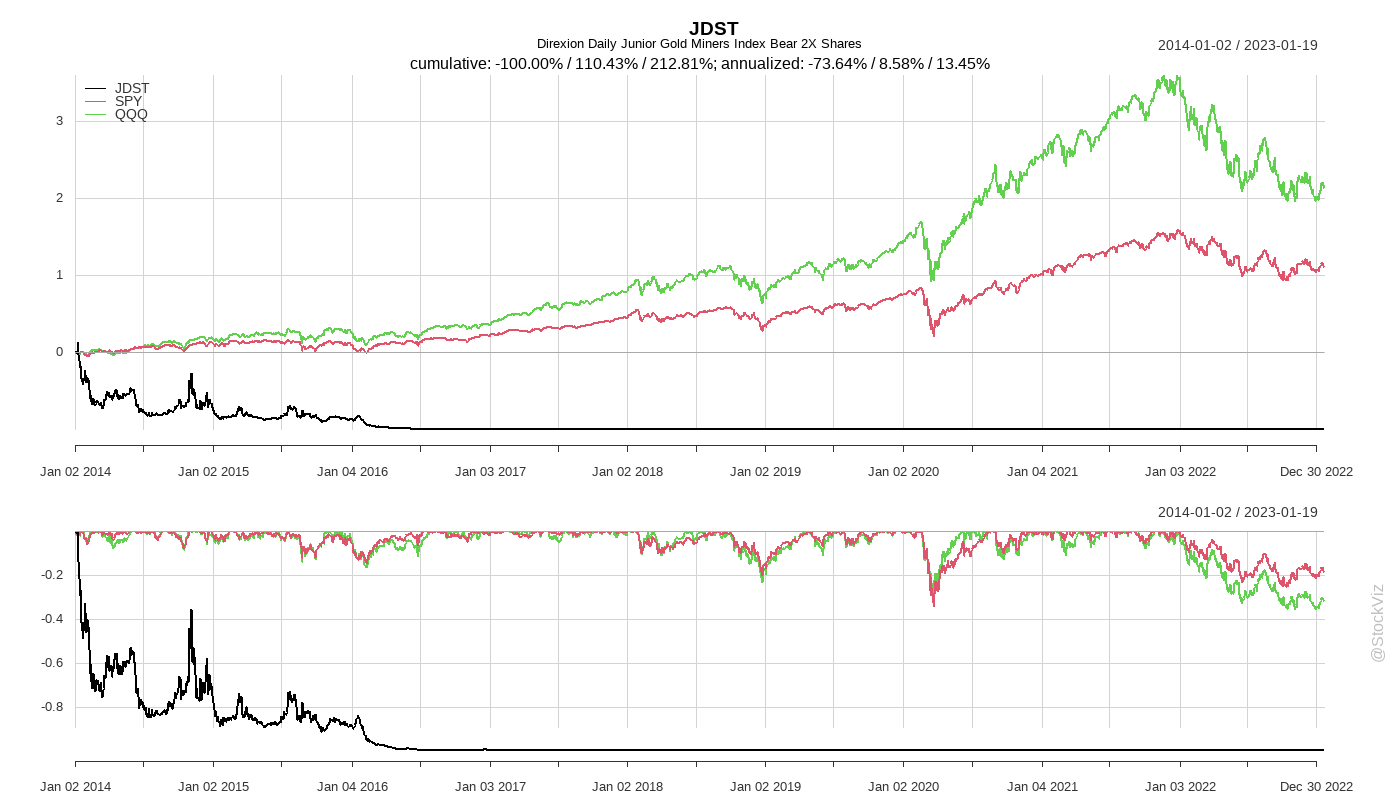 JDST
Direxion Daily Junior Gold Miners Index Bear 2X Shares
2014-01-02 / 2023-01-19
cumulative: -100.00% / 110.43% / 212.81%; annualized: -73.64% / 8.58% / 13.45%
JDST
SPY
QQQ
3
2
1
0
Jan 02 2014 Jan 02 2015 Jan 04 2016 Jan 03 2017 Jan 02 2018 Jan 02 2019 Jan 02 2020 Jan 04 2021 Jan 03 2022 Dec 30 2022
2014-01-02 / 2023-01-19
-0.2
-0.4
-0.6
-0.8
Jan 02 2014 Jan 02 2015 Jan 04 2016 Jan 03 2017 Jan 02 2018 Jan 02 2019 Jan 02 2020 Jan 04 2021 Jan 03 2022 Dec 30 2022
@StockViz